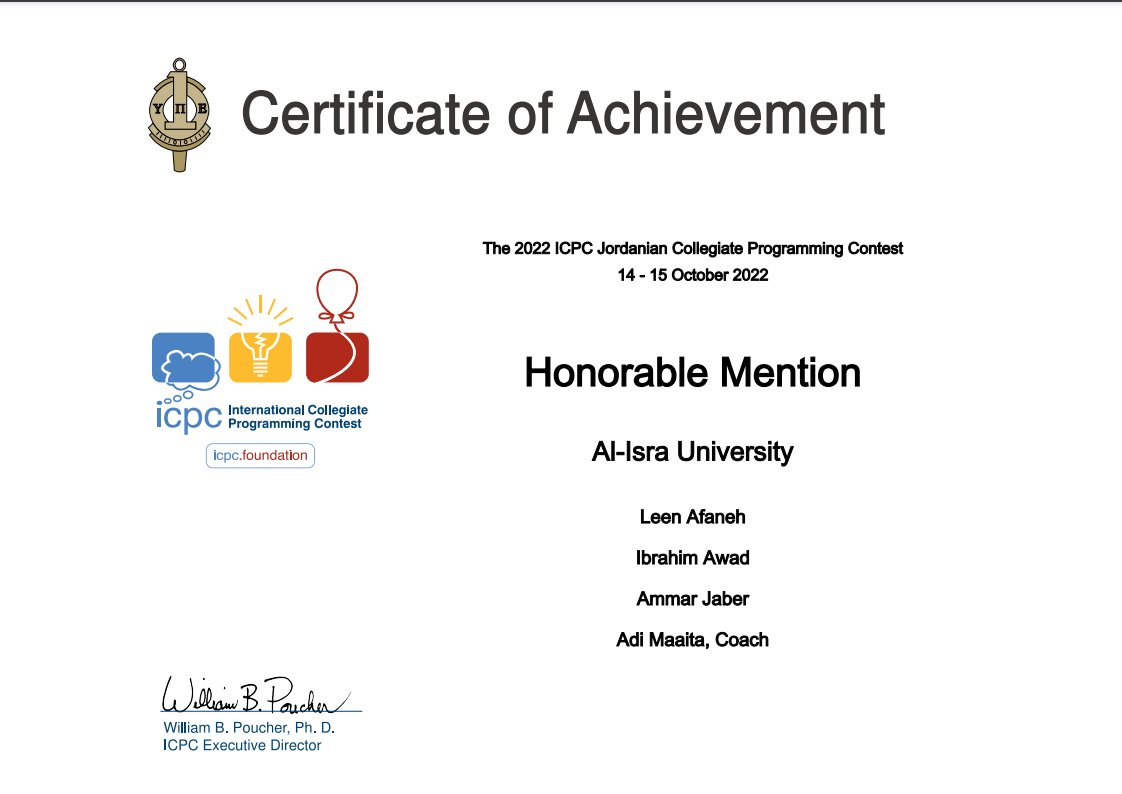 Υ Π Ε
Certificate of Achievement
The 2022 ICPC Jordanian Collegiate Programming Contest
14 - 15 October 2022
Honorable Mention
Al-Isra University
Leen Afaneh
Ibrahim Awad
Ammar Jaber
Adi Maaita, Coach
icpc International Collegiate
Programming Contest
icpc.foundation
William B. Poucher
William B. Poucher, Ph. D.
ICPC Executive Director